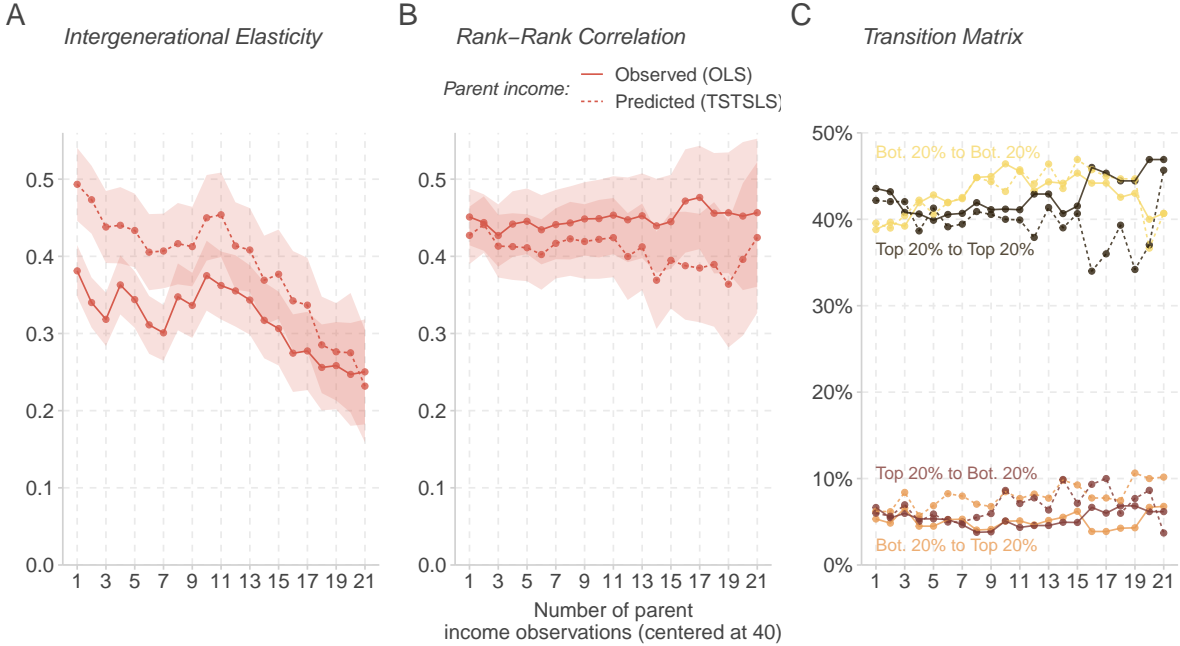 A
Intergenerational Elasticity
0.5
0.4
0.3
0.2
0.1
0.0
1 3 5 7 9 11 13 15 17 19 21
B
Rank−Rank Correlation
Parent income:
Observed (OLS)
Predicted (TSTSLS)
0.5
0.4
0.3
0.2
0.1
0.0
1 3 5 7 9 11 13 15 17 19 21
Number of parent
income observations (centered at 40)
C
Transition Matrix
50%
40%
30%
20%
10%
0%
Bot. 20% to Bot. 20%
Top 20% to Top 20%
Top 20% to Bot. 20%
Bot. 20% to Top 20%
1 3 5 7 9 11 13 15 17 19 21